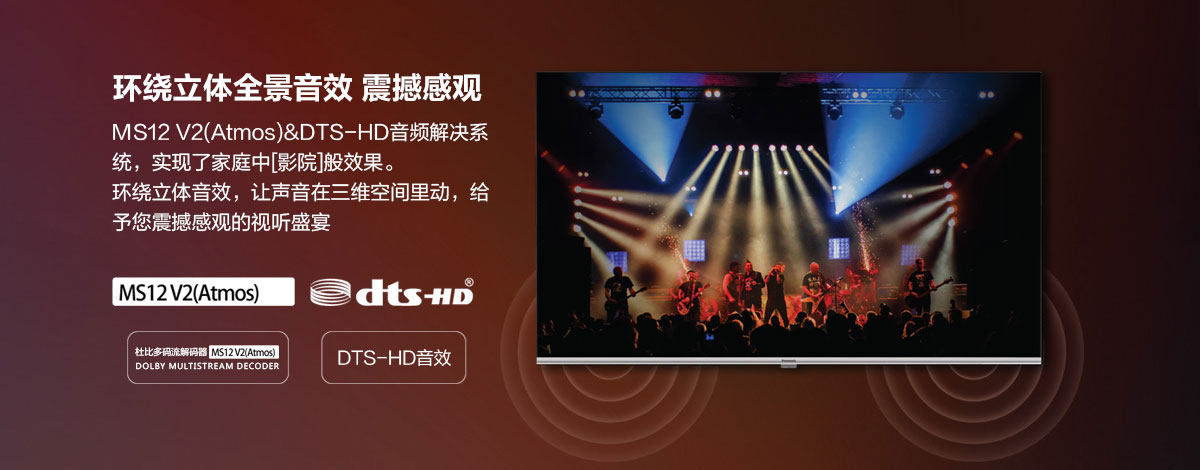 环绕立体全景音效 震撼感观
MS12 V2(Atmos)&DTS-HD音频解决系
统，实现了家庭中[影院]般效果。
环绕立体音效，让声音在三维空间里动，给
予您震撼感观的视听盛宴
MS12 V2(Atmos)
dts-HD®
杜比多码流解码器 MS12 V2(Atmos)
DOLBY MULTISTREAM DECODER
DTS-HD音效
Panasonic